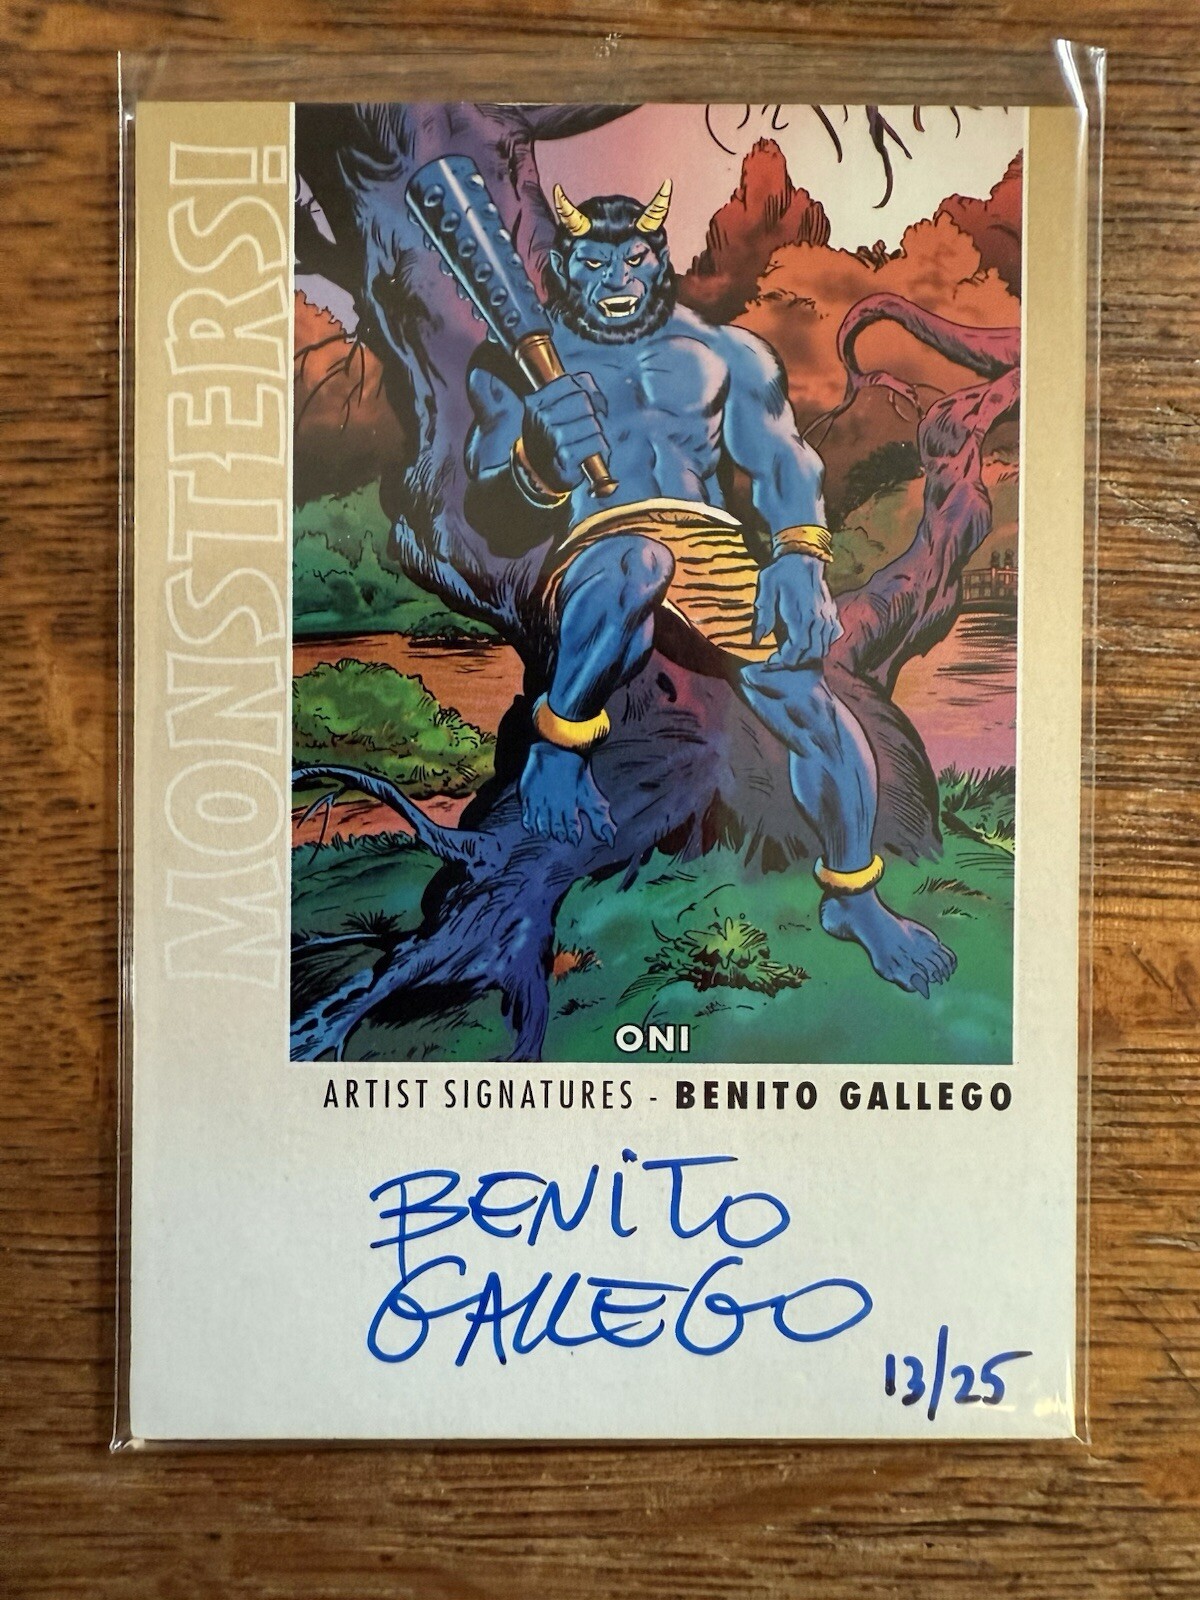 MONSTERS!
ONI
ARTIST SIGNATURES - BENITO GALLEGO
BENITO
GALLEGO
13/25